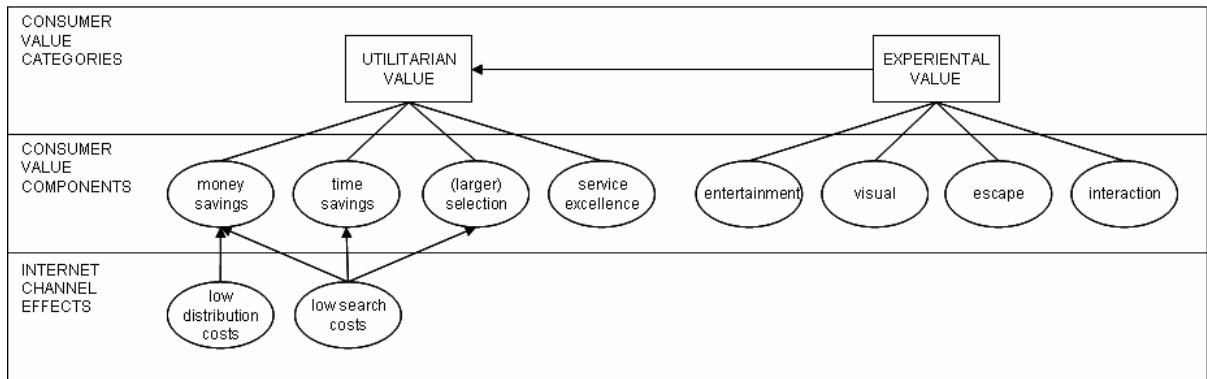 CONSUMER
VALUE
CATEGORIES
UTILITARIAN
VALUE
EXPERIENTAL
VALUE
CONSUMER
VALUE
COMPONENTS
money
savings
time
savings
(larger)
selection
service
excellence
entertainment
visual
escape
interaction
INTERNET
CHANNEL
EFFECTS
low
distribution
costs
low search
costs